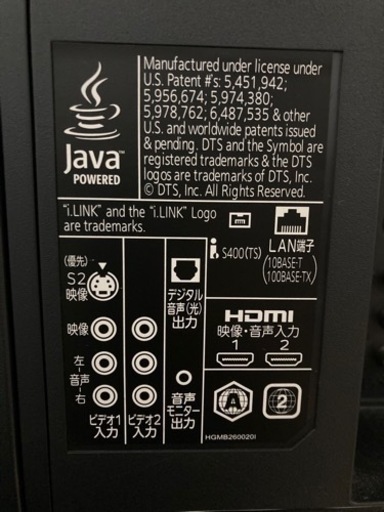 Java™
POWERED
Manufactured under license under
U.S. Patent #'s: 5,451,942;
5,956,674; 5,974,380;
5,978,762; 6,487,535 & other
U.S. and worldwide patents issued
& pending. DTS and the Symbol are
registered trademarks & the DTS
logos are trademarks of DTS, Inc.
© DTS, Inc. All Rights Reserved.
"i.LINK" and the "i.LINK" Logo
are trademarks.
S400(TS)
LAN端子
(10BASE-T
100BASE-TX)
(優先)
S2
映像
映像
左-音声-右
ビデオ1
入力
ビデオ2
入力
デジタル
音声(光)
出力
音声
モニター
出力
HDMI
映像・音声入力
1 2
A
2
HGMB260020I